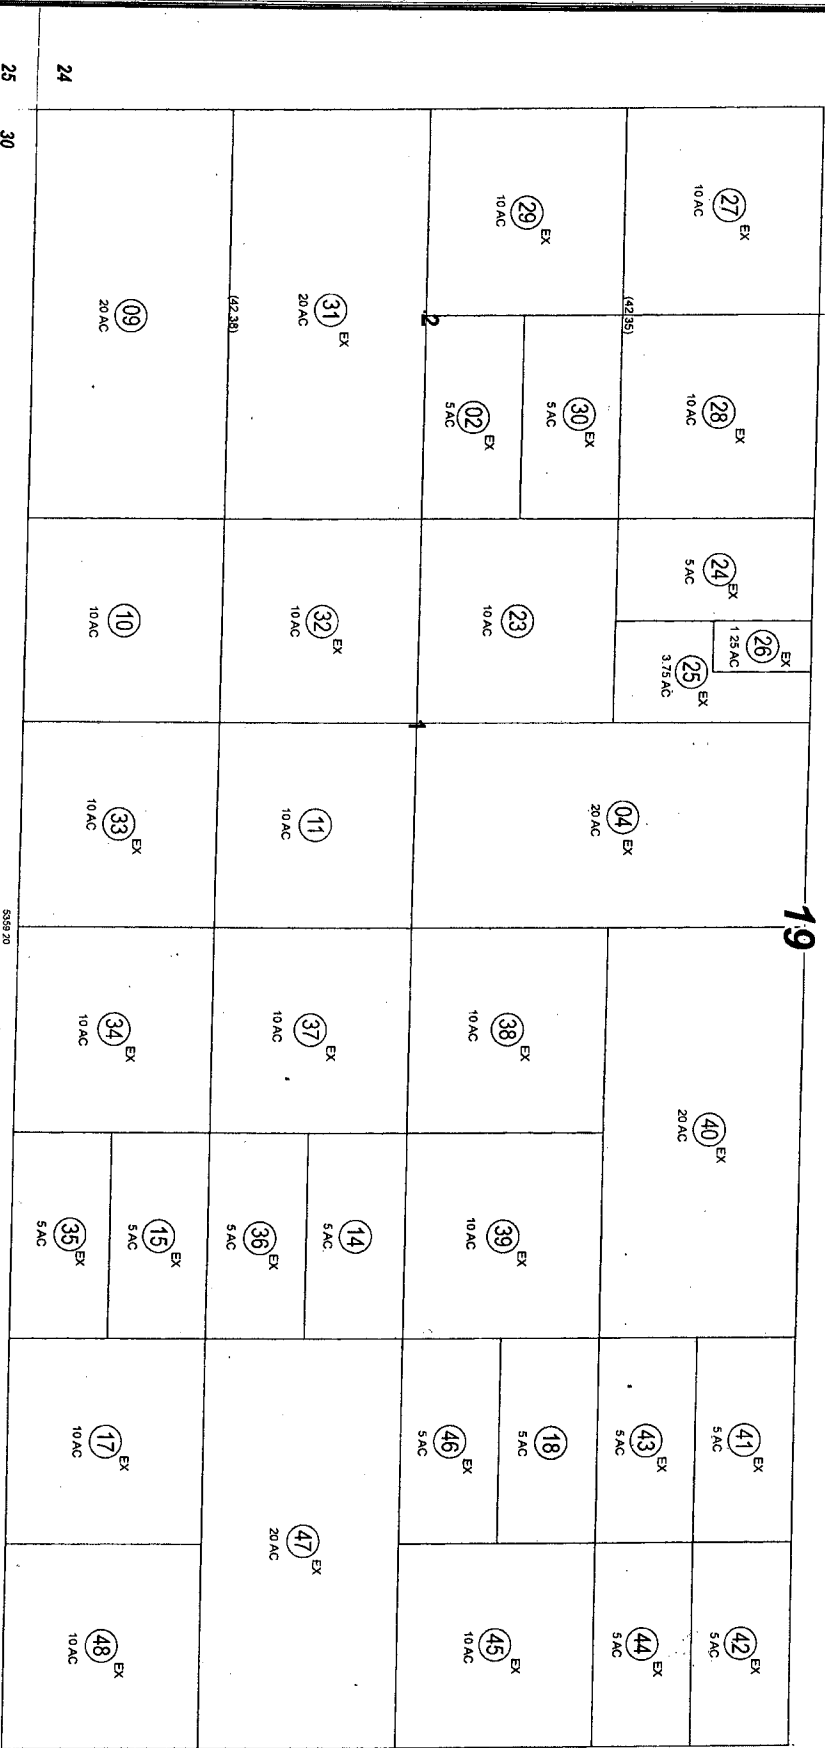 24
25
30
27
EX
10 AC
28
EX
10 AC
24
EX
5 AC
26
EX
1 25 AC
25
EX
3.75 AC
19
40
EX
20 AC
41
EX
5 AC
42
EX
5 AC
(42 35)
29
EX
10 AC
30
EX
5 AC
02
EX
5 AC
23
10 AC
04
EX
20 AC
38
EX
10 AC
39
EX
10 AC
43
EX
5 AC
44
EX
5 AC
18
5 AC
46
EX
5 AC
45
EX
10 AC
2
1
(42.38)
31
EX
20 AC
32
EX
10 AC
11
10 AC
37
EX
10 AC
14
5 AC.
36
EX
5 AC
47
EX
20 AC
09
20 AC
10
10 AC
33
EX
10 AC
34
EX
10 AC
15
EX
5 AC
35
EX
5 AC
17
EX
10 AC
48
EX
10 AC
5359 20